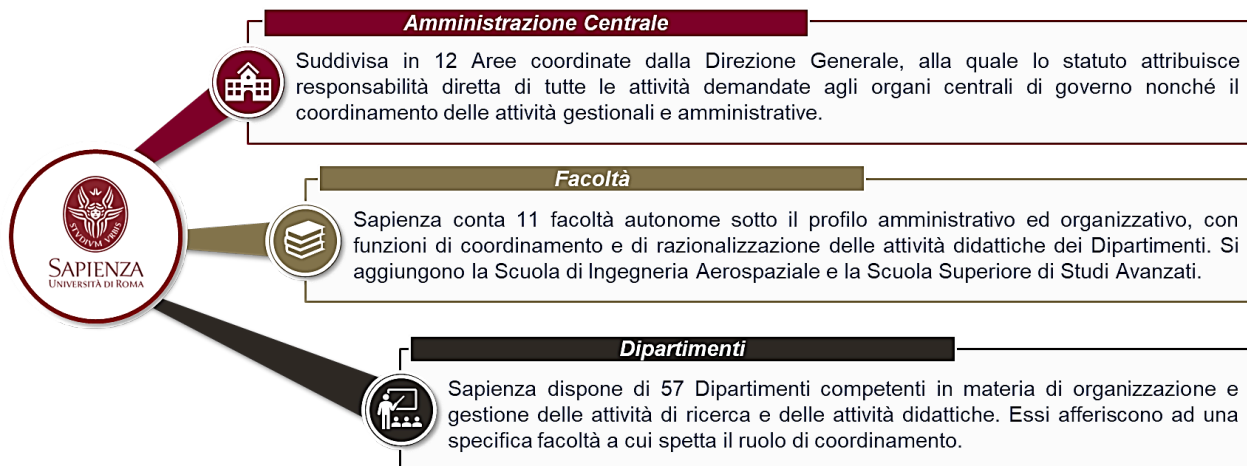 Amministrazione Centrale
Suddivisa in 12 Aree coordinate dalla Direzione Generale, alla quale lo statuto attribuisce
responsabilità diretta di tutte le attività demandate agli organi centrali di governo nonché il
coordinamento delle attività gestionali e amministrative.
STVDIVM VRBIS
SAPIENZA
UNIVERSITÀ DI ROMA
Facoltà
Sapienza conta 11 facoltà autonome sotto il profilo amministrativo ed organizzativo, con
funzioni di coordinamento e di razionalizzazione delle attività didattiche dei Dipartimenti. Si
aggiungono la Scuola di Ingegneria Aerospaziale e la Scuola Superiore di Studi Avanzati.
Dipartimenti
Sapienza dispone di 57 Dipartimenti competenti in materia di organizzazione e
gestione delle attività di ricerca e delle attività didattiche. Essi afferiscono ad una
specifica facoltà a cui spetta il ruolo di coordinamento.